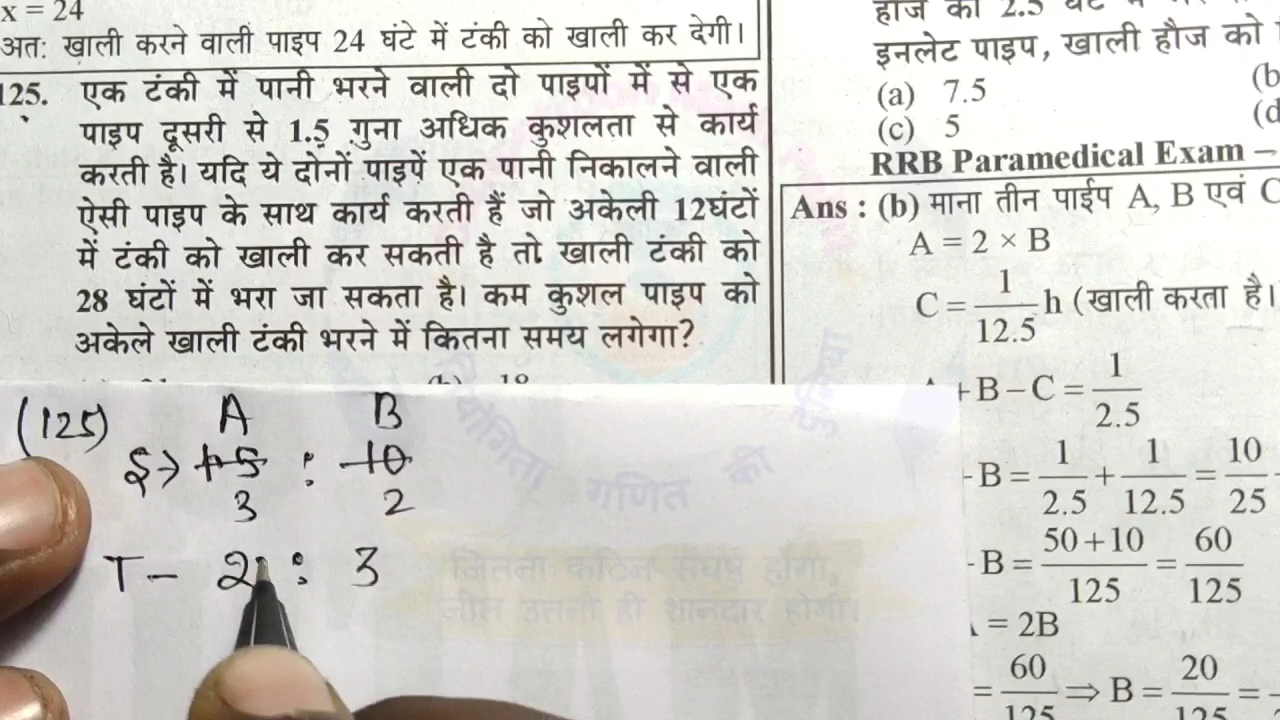 x = 24
अत: खाली करने वाली पाइप 24 घंटे में टंकी को खाली कर देगी।
125. एक टंकी में पानी भरने वाली दो पाइपों में से एक
पाइप दूसरी से 1.5 गुना अधिक कुशलता से कार्य
करती है। यदि ये दोनों पाइपें एक पानी निकालने वाली
ऐसी पाइप के साथ कार्य करती हैं जो अकेली 12घंटों
में टंकी को खाली कर सकती है तो खाली टंकी को
28 घंटों में भरा जा सकता है। कम कुशल पाइप को
अकेले खाली टंकी भरने में कितना समय लगेगा?
(125) A B
15 : 10
3 2
T - 2 : 3
हौज को 2.5
इनलेट पाइप, खाली हौज को
(a) 7.5 (b
(c) 5 (d
RRB Paramedical Exam –
Ans : (b) माना तीन पाईप A, B एवं C
A = 2 × B
C = 1/12.5 h (खाली करता है।
+ B – C = 1/2.5
- B = 1/2.5 + 1/12.5 = 10/25
- B = 50+10/125 = 60/125
= 2B
= 60/125 ⇒ B = 20/125 =
प्रतियोगिता गणित की दुनिया
जितना कठिन संघर्ष होगा,
जीत उतनी ही शानदार होगी।